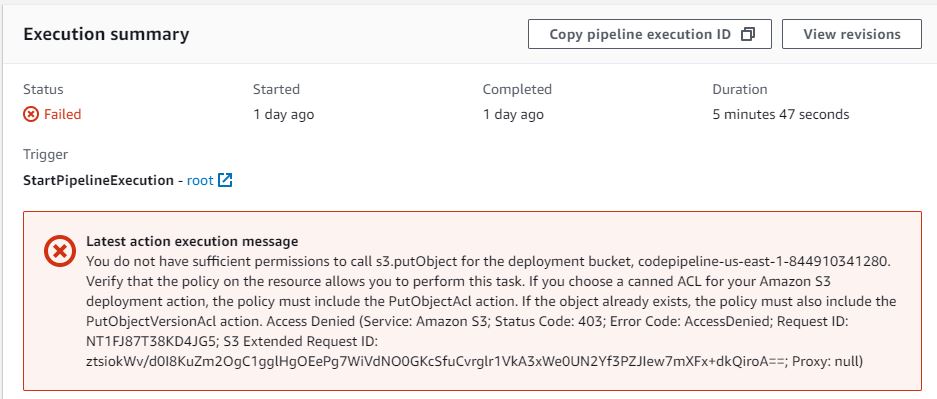 Execution summary
Copy pipeline execution ID
View revisions
Status
Started
Completed
Duration
Failed
1 day ago
1 day ago
5 minutes 47 seconds
Trigger
StartPipelineExecution - root
Latest action execution message
You do not have sufficient permissions to call s3.putObject for the deployment bucket, codepipeline-us-east-1-844910341280.
Verify that the policy on the resource allows you to perform this task. If you choose a canned ACL for your Amazon S3
deployment action, the policy must include the PutObjectAcl action. If the object already exists, the policy must also include the
PutObjectVersionAcl action. Access Denied (Service: Amazon S3; Status Code: 403; Error Code: AccessDenied; Request ID:
NT1FJ87T38KD4JG5; S3 Extended Request ID:
ztsiokWv/d0I8KuZm2OgC1gglHgOEePg7WiVdNO0GKcSfuCvrglr1VkA3xWe0UN2Yf3PZJIew7mXFx+dkQiroA==; Proxy: null)